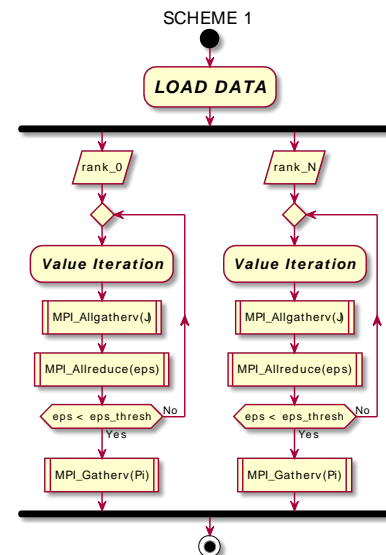 SCHEME 1
LOAD DATA
rank_0
rank_N
Value Iteration
Value Iteration
MPI_Allgatherv(J)
MPI_Allgatherv(J)
MPI_Allreduce(eps)
MPI_Allreduce(eps)
eps < eps_thresh
No
eps < eps_thresh
No
Yes
Yes
MPI_Gatherv(Pi)
MPI_Gatherv(Pi)